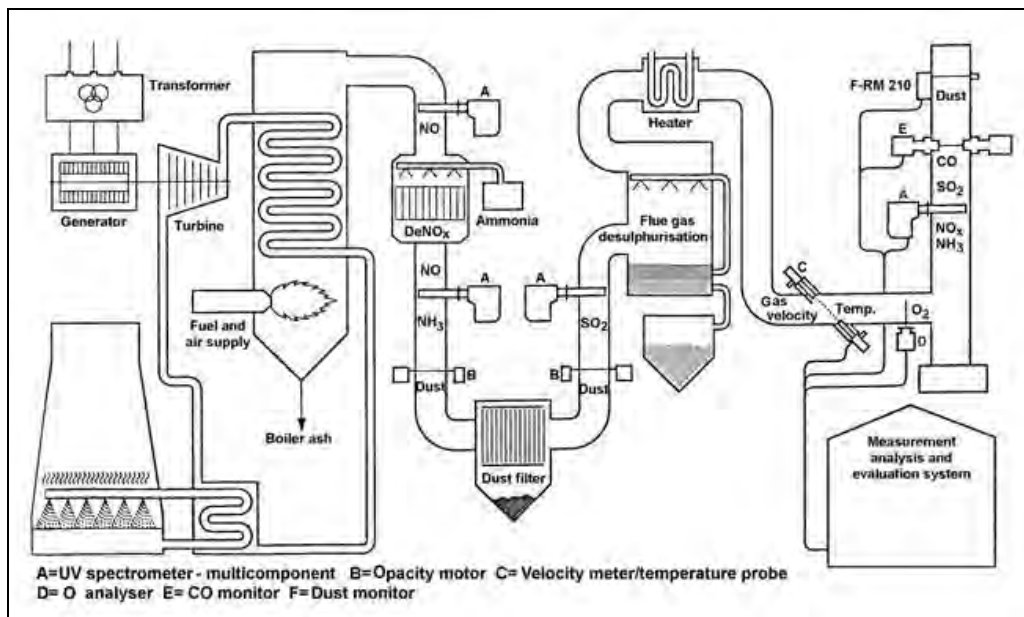 Transformer
Generator
Turbine
Fuel and
air supply
Boiler ash
A
NO
Ammonia
DeNOx
NO
A
NH3
B
Dust
Dust filter
A
SO2
B
Dust
Heater
Flue gas
desulphurisation
C
Gas
velocity
Temp.
O2
D
F-RM 210
Dust
E
CO
SO2
A
NOx
NH3
Measurement
analysis and
evaluation system
A=UV spectrometer - multicomponent B=Opacity motor C= Velocity meter/temperature probe
D= O analyser E= CO monitor F= Dust monitor